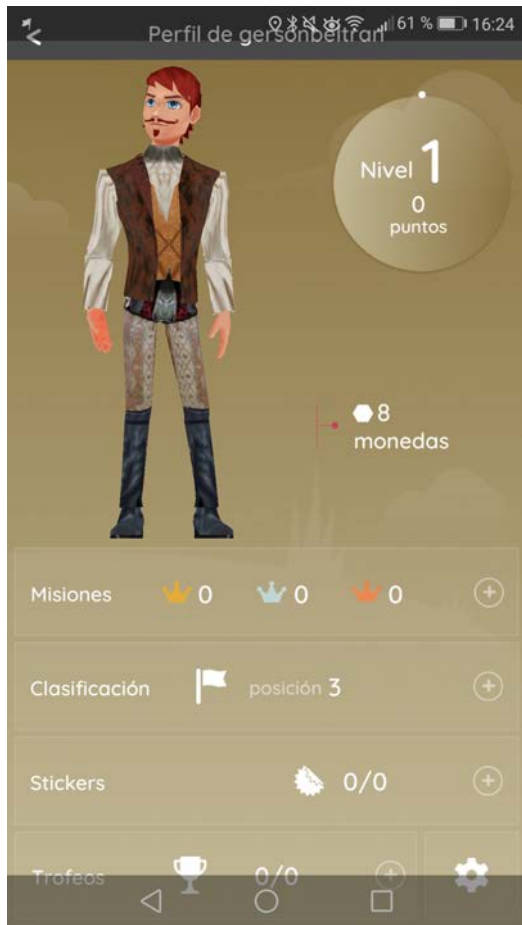 61 % 16:24
Perfil de gersonbeltran
Nivel 1
0
puntos
8
monedas
Misiones 0 0 0
Clasificación posición 3
Stickers 0/0
Trofeos 0/0